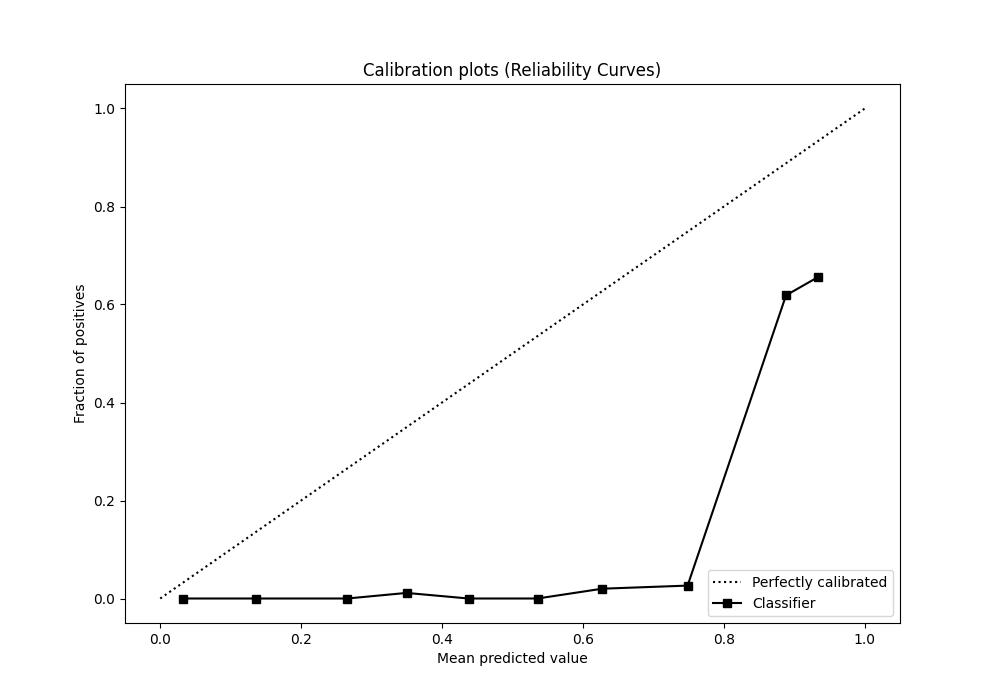 Calibration plots (Reliability Curves)
Fraction of positives
1.0
0.8
0.6
0.4
0.2
0.0
Perfectly calibrated
Classifier
0.0 0.2 0.4 0.6 0.8 1.0
Mean predicted value